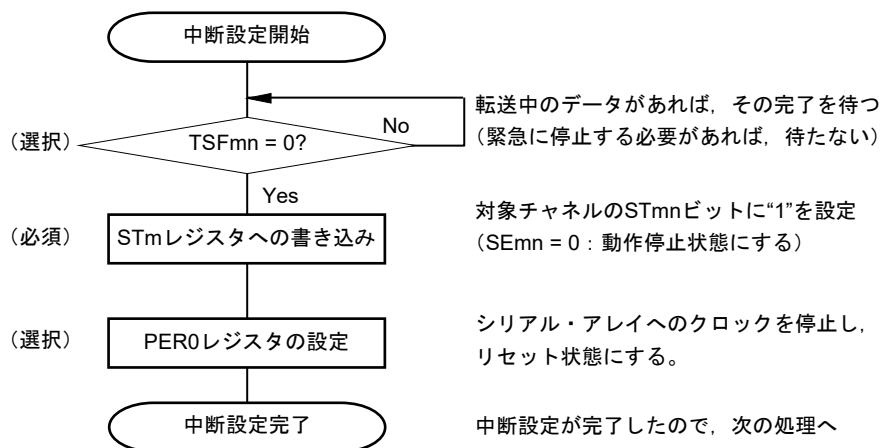 中断設定開始
転送中のデータがあれば，その完了を待つ
（緊急に停止する必要があれば，待たない）
（選択）
TSFmn = 0?
No
Yes
対象チャネルのSTmnビットに“1”を設定
（SEmn = 0：動作停止状態にする）
（必須）
STmレジスタへの書き込み
シリアル・アレイへのクロックを停止し，
リセット状態にする。
（選択）
PER0レジスタの設定
中断設定完了
中断設定が完了したので，次の処理へ